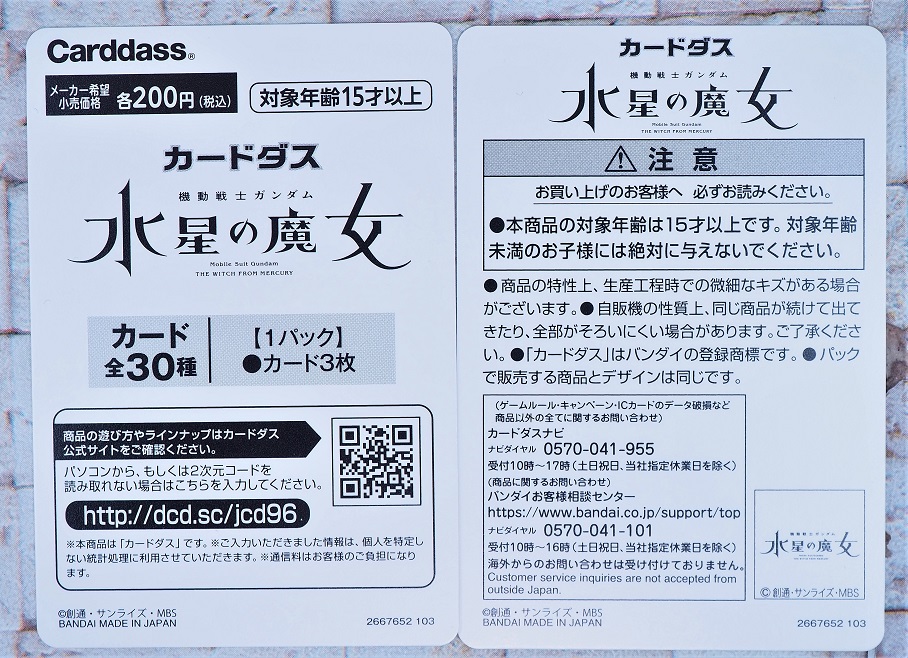 Carddass®
メーカー希望
小売価格 各200円(税込)
対象年齢15才以上
カードダス
機動戦士ガンダム
水星の魔女
Mobile Suit Gundam
THE WITCH FROM MERCURY
カード
全30種
【1パック】
●カード3枚
商品の遊び方やラインナップはカードダス
公式サイトをご確認ください。
パソコンから、もしくは2次元コードを
読み取れない場合はこちらを入力してください。
http://dcd.sc/jcd96
※本商品は「カードダス」です。※ご入力いただきました情報は、個人を特定し
ない統計処理に利用させていただきます。※通信料はお客様のご負担になり
ます。
©創通・サンライズ・MBS
BANDAI MADE IN JAPAN
2667652 103
カードダス
機動戦士ガンダム
水星の魔女
Mobile Suit Gundam
THE WITCH FROM MERCURY
⚠ 注意
お買い上げのお客様へ 必ずお読みください。
●本商品の対象年齢は15才以上です。対象年齢
未満のお子様には絶対に与えないでください。
●商品の特性上、生産工程時での微細なキズがある場合
がございます。●自販機の性質上、同じ商品が続けて出て
きたり、全部がそろいにくい場合があります。ご了承くださ
い。●「カードダス」はバンダイの登録商標です。●パック
で販売する商品とデザインは同じです。
(ゲームルール・キャンペーン・ICカードのデータ破損など
商品以外の全てに関するお問い合わせ)
カードダスナビ
ナビダイヤル 0570-041-955
受付10時〜17時(土日祝日、当社指定休業日を除く)
(商品に関するお問い合わせ)
バンダイお客様相談センター
https://www.bandai.co.jp/support/top
ナビダイヤル 0570-041-101
受付10時〜16時(土日祝日、当社指定休業日を除く)
海外からのお問い合わせは受け付けておりません。
Customer service inquiries are not accepted from
outside Japan.
水星の魔女
©創通・サンライズ・MBS
©創通・サンライズ・MBS
BANDAI MADE IN JAPAN
2667652 103